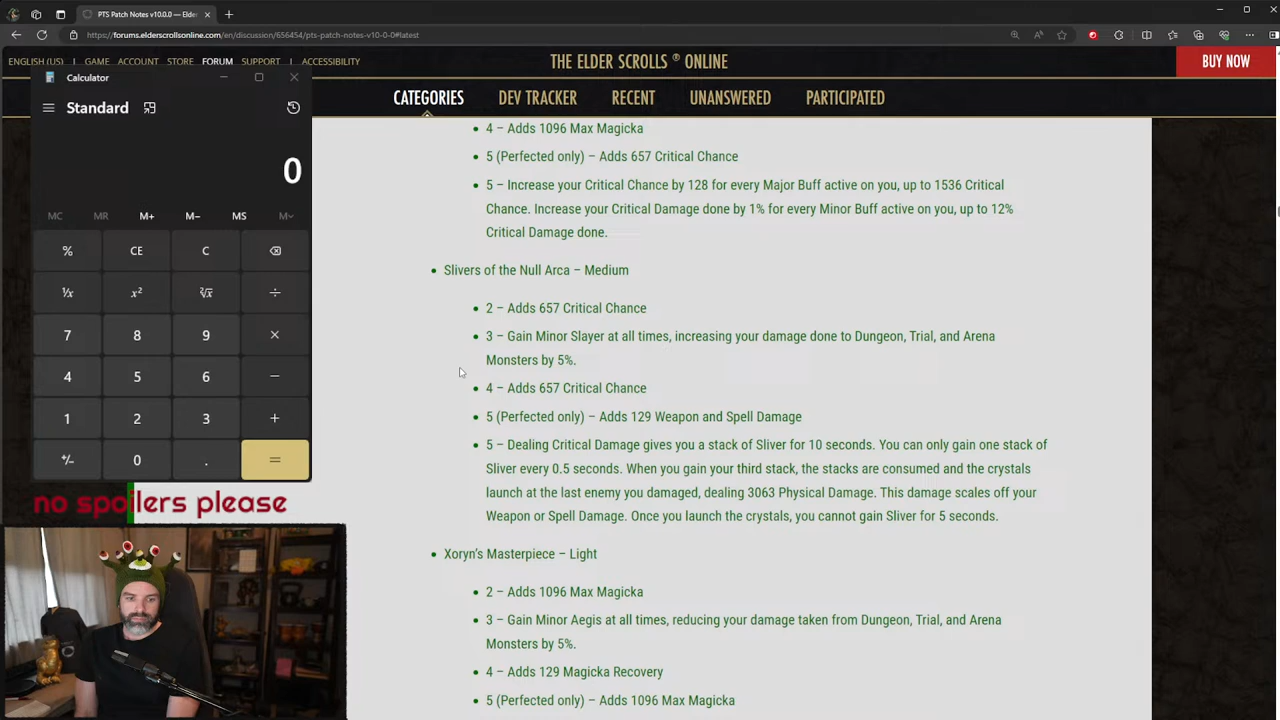 PTS Patch Notes v10.0.0 — Elder
https://forums.elderscrollsonline.com/en/discussion/656454/pts-patch-notes-v10-0-0#latest
ENGLISH (US) GAME ACCOUNT STORE FORUM SUPPORT ACCESSIBILITY
THE ELDER SCROLLS ® ONLINE
BUY NOW
CATEGORIES DEV TRACKER RECENT UNANSWERED PARTICIPATED
Calculator
Standard
0
MC MR M+ M− MS M
% CE C
⅟x x² ²√x ÷
7 8 9 ×
4 5 6 −
1 2 3 +
+/− 0 . =
no spoilers please
4 – Adds 1096 Max Magicka
5 (Perfected only) – Adds 657 Critical Chance
5 – Increase your Critical Chance by 128 for every Major Buff active on you, up to 1536 Critical
Chance. Increase your Critical Damage done by 1% for every Minor Buff active on you, up to 12%
Critical Damage done.
Slivers of the Null Arca – Medium
2 – Adds 657 Critical Chance
3 – Gain Minor Slayer at all times, increasing your damage done to Dungeon, Trial, and Arena
Monsters by 5%.
4 – Adds 657 Critical Chance
5 (Perfected only) – Adds 129 Weapon and Spell Damage
5 – Dealing Critical Damage gives you a stack of Sliver for 10 seconds. You can only gain one stack of
Sliver every 0.5 seconds. When you gain your third stack, the stacks are consumed and the crystals
launch at the last enemy you damaged, dealing 3063 Physical Damage. This damage scales off your
Weapon or Spell Damage. Once you launch the crystals, you cannot gain Sliver for 5 seconds.
Xoryn's Masterpiece – Light
2 – Adds 1096 Max Magicka
3 – Gain Minor Aegis at all times, reducing your damage taken from Dungeon, Trial, and Arena
Monsters by 5%.
4 – Adds 129 Magicka Recovery
5 (Perfected only) – Adds 1096 Max Magicka